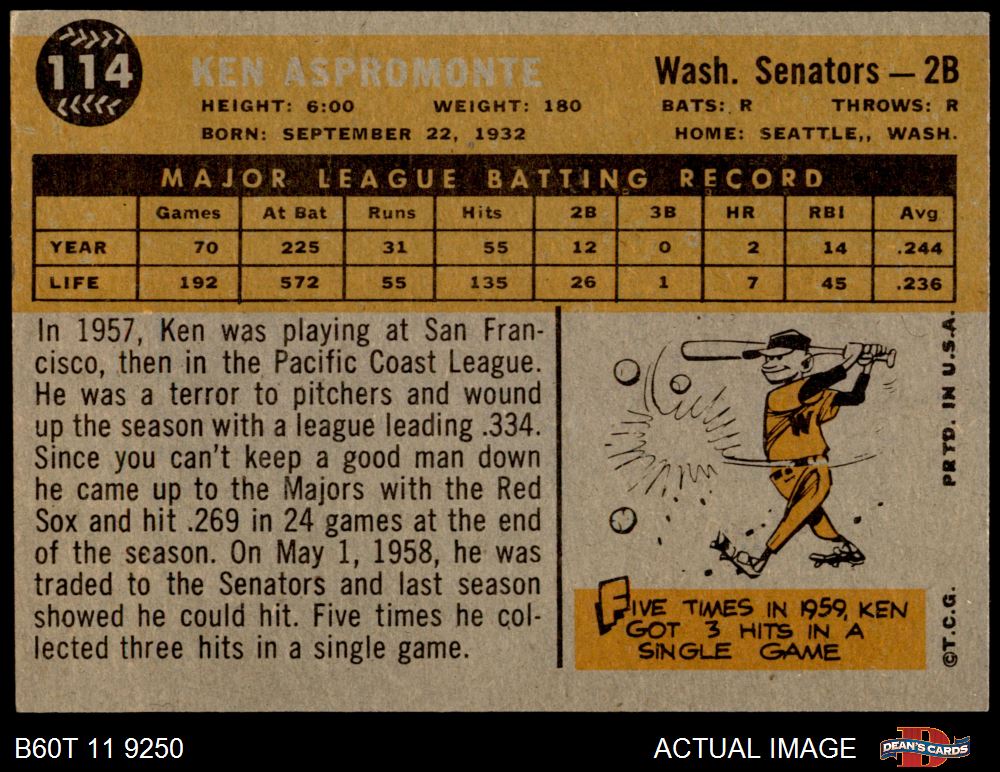 114
KEN ASPROMONTE
Wash. Senators — 2B
HEIGHT: 6:00 WEIGHT: 180 BATS: R THROWS: R
BORN: SEPTEMBER 22, 1932 HOME: SEATTLE,, WASH.
MAJOR LEAGUE BATTING RECORD
Games At Bat Runs Hits 2B 3B HR RBI Avg
YEAR 70 225 31 55 12 0 2 14 .244
LIFE 192 572 55 135 26 1 7 45 .236
In 1957, Ken was playing at San Fran-
cisco, then in the Pacific Coast League.
He was a terror to pitchers and wound
up the season with a league leading .334.
Since you can't keep a good man down
he came up to the Majors with the Red
Sox and hit .269 in 24 games at the end
of the season. On May 1, 1958, he was
traded to the Senators and last season
showed he could hit. Five times he col-
lected three hits in a single game.
W
FIVE TIMES IN 1959, KEN
GOT 3 HITS IN A
SINGLE GAME
PRTD. IN U.S.A.
©T.C.G.
B60T 11 9250
ACTUAL IMAGE
DEAN'S CARDS